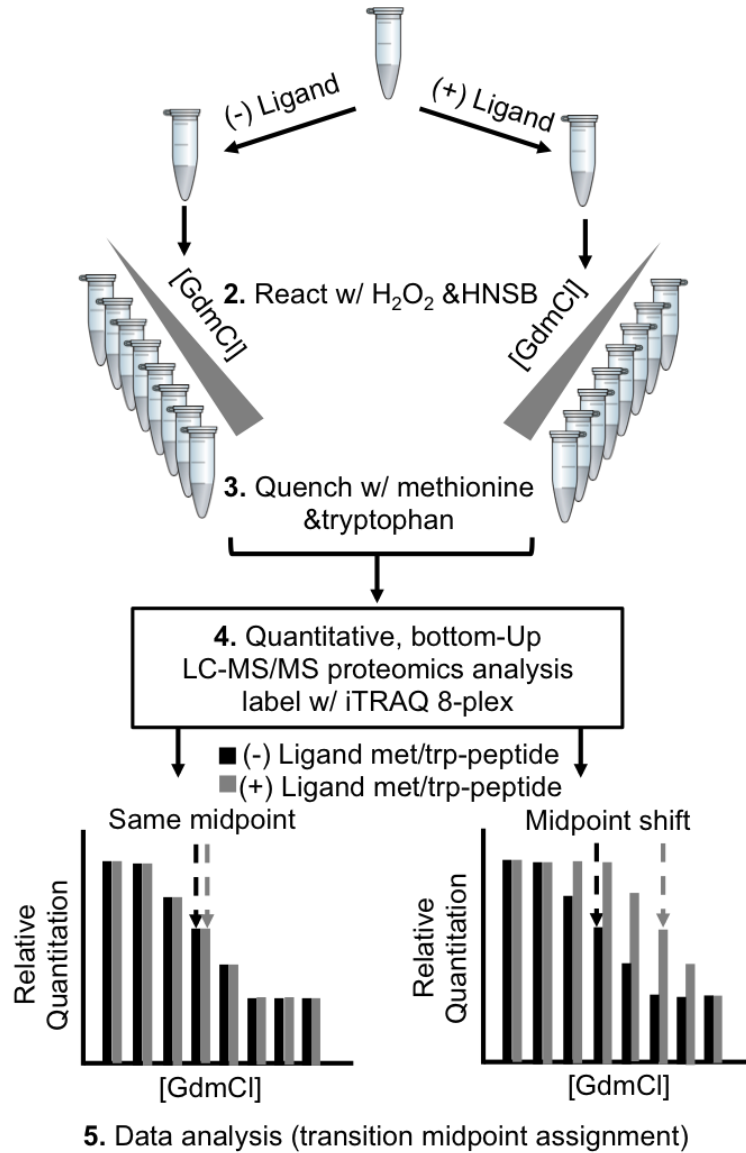 (-) Ligand
(+) Ligand
[GdmCl]
2. React w/ H₂O₂ &HNSB
[GdmCl]
3. Quench w/ methionine
&tryptophan
4. Quantitative, bottom-Up
LC-MS/MS proteomics analysis
label w/ iTRAQ 8-plex
(-) Ligand met/trp-peptide
(+) Ligand met/trp-peptide
Same midpoint
Midpoint shift
Relative
Quantitation
Relative
Quantitation
[GdmCl]
[GdmCl]
5. Data analysis (transition midpoint assignment)